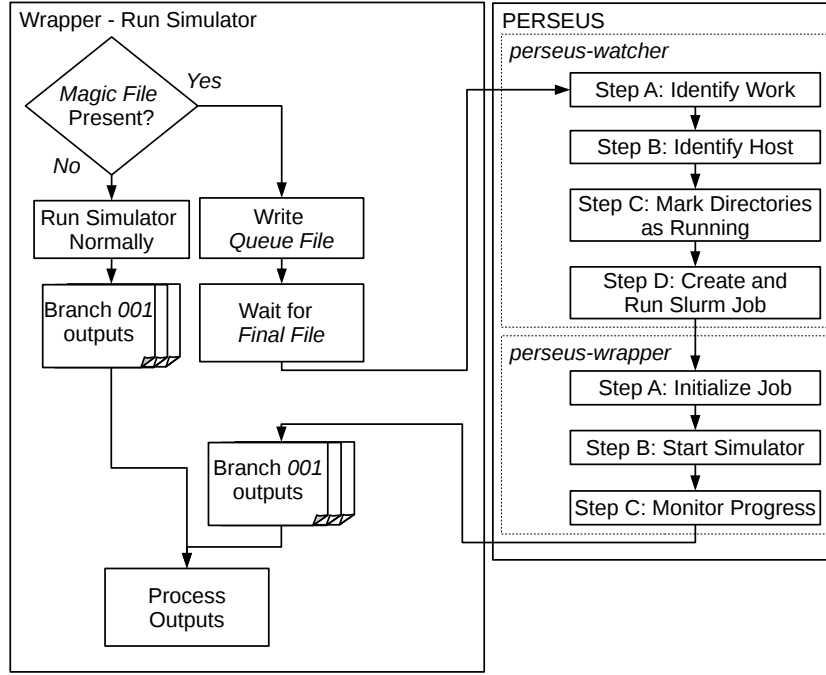 Wrapper - Run Simulator
Magic File
Present?
Yes
No
Run Simulator
Normally
Write
Queue File
Branch 001
outputs
Wait for
Final File
Branch 001
outputs
Process
Outputs
PERSEUS
perseus-watcher
Step A: Identify Work
Step B: Identify Host
Step C: Mark Directories
as Running
Step D: Create and
Run Slurm Job
perseus-wrapper
Step A: Initialize Job
Step B: Start Simulator
Step C: Monitor Progress